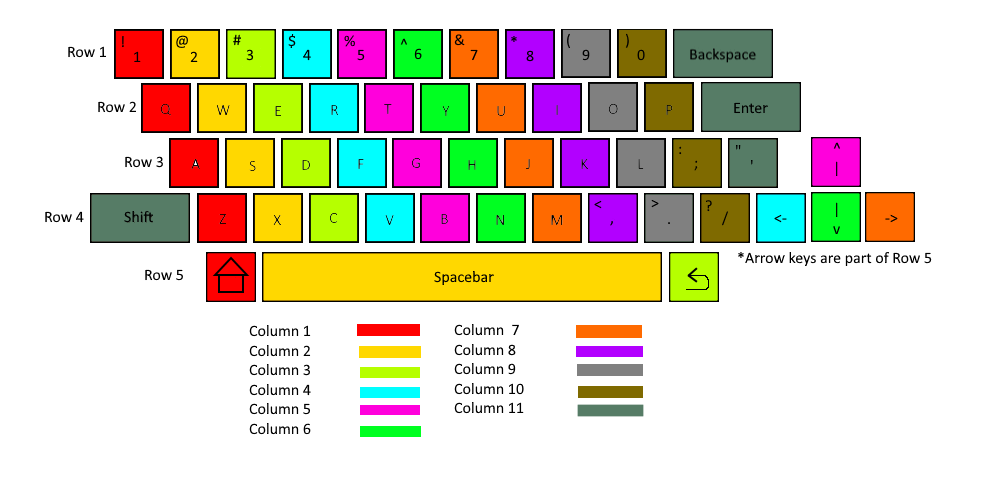 Row 1 ! 1 @ 2 # 3 $ 4 % 5 ^ 6 & 7 * 8 ( 9 ) 0 Backspace
Row 2 Q W E R T Y U I O P Enter
Row 3 A S D F G H J K L : ; " ' ^ |
Row 4 Shift Z X C V B N M < , > . ? / <- | v ->
Row 5 Spacebar
*Arrow keys are part of Row 5
Column 1
Column 2
Column 3
Column 4
Column 5
Column 6
Column 7
Column 8
Column 9
Column 10
Column 11